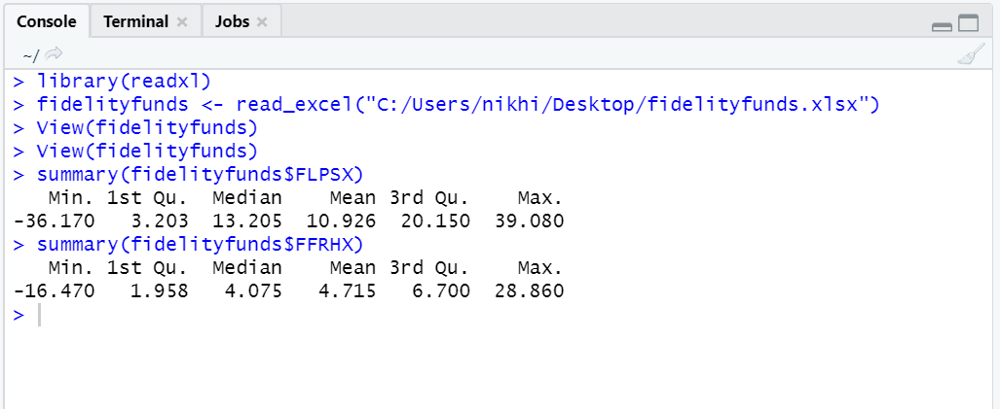 Console Terminal Jobs
~/
> library(readxl)
> fidelityfunds <- read_excel("C:/Users/nikhi/Desktop/fidelityfunds.xlsx")
> View(fidelityfunds)
> View(fidelityfunds)
> summary(fidelityfunds$FLPSX)
   Min. 1st Qu.  Median    Mean 3rd Qu.    Max.
-36.170   3.203  13.205  10.926  20.150  39.080
> summary(fidelityfunds$FFRHX)
   Min. 1st Qu.  Median    Mean 3rd Qu.    Max.
-16.470   1.958   4.075   4.715   6.700  28.860
>